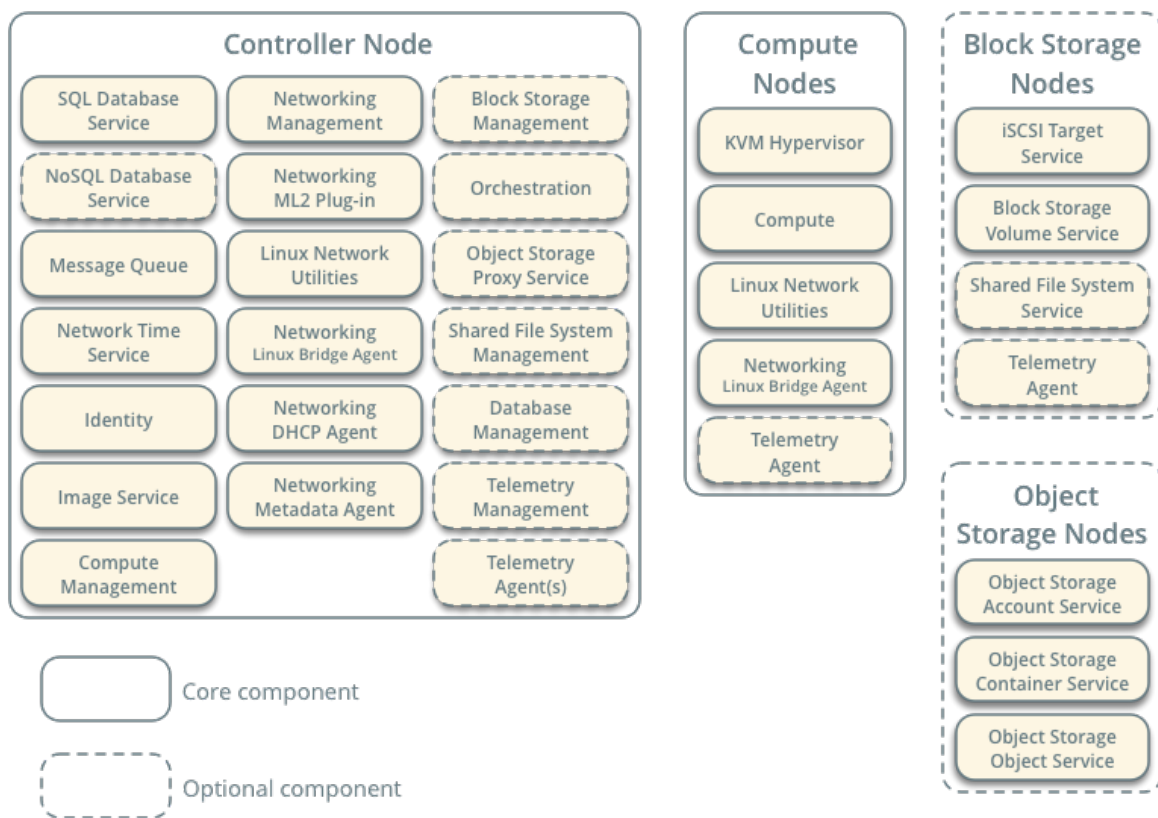 Controller Node
SQL Database
Service
Networking
Management
Block Storage
Management
NoSQL Database
Service
Networking
ML2 Plug-in
Orchestration
Message Queue
Linux Network
Utilities
Object Storage
Proxy Service
Network Time
Service
Networking
Linux Bridge Agent
Shared File System
Management
Identity
Networking
DHCP Agent
Database
Management
Image Service
Networking
Metadata Agent
Telemetry
Management
Compute
Management
Telemetry
Agent(s)
Compute
Nodes
KVM Hypervisor
Compute
Linux Network
Utilities
Networking
Linux Bridge Agent
Telemetry
Agent
Block Storage
Nodes
iSCSI Target
Service
Block Storage
Volume Service
Shared File System
Service
Telemetry
Agent
Object
Storage Nodes
Object Storage
Account Service
Object Storage
Container Service
Object Storage
Object Service
Core component
Optional component